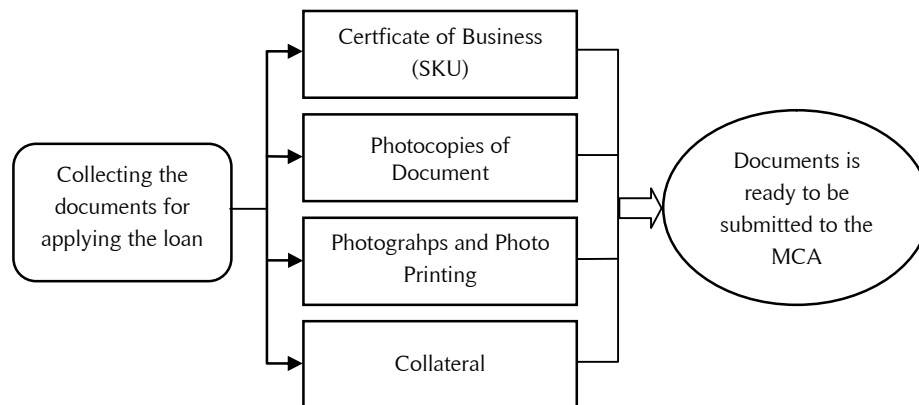 Collecting the
documents for
applying the loan
Certficate of Business
(SKU)
Photocopies of
Document
Photograhps and Photo
Printing
Collateral
Documents is
ready to be
submitted to the
MCA